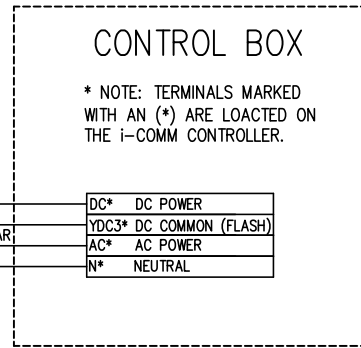 CONTROL BOX
* NOTE: TERMINALS MARKED
WITH AN (*) ARE LOACTED ON
THE i-COMM CONTROLLER.
DC* DC POWER
YDC3* DC COMMON (FLASH)
AR
AC* AC POWER
N* NEUTRAL